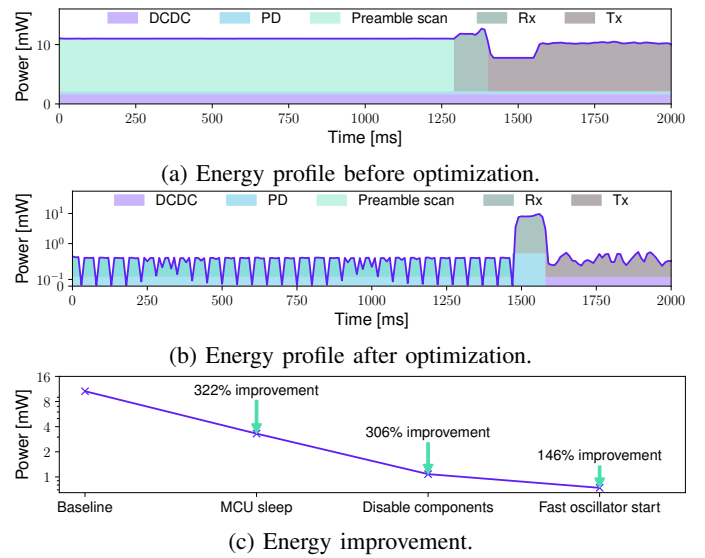 DCDC PD Preamble scan Rx Tx
Power [mW]
10
0
0 250 500 750 1000 1250 1500 1750 2000
Time [ms]
(a) Energy profile before optimization.
DCDC PD Preamble scan Rx Tx
Power [mW]
10^1
10^0
10^−1
0
0 250 500 750 1000 1250 1500 1750 2000
Time [ms]
(b) Energy profile after optimization.
Power [mW]
16
8
4
2
1
322% improvement
306% improvement
146% improvement
Baseline MCU sleep Disable components Fast oscillator start
(c) Energy improvement.